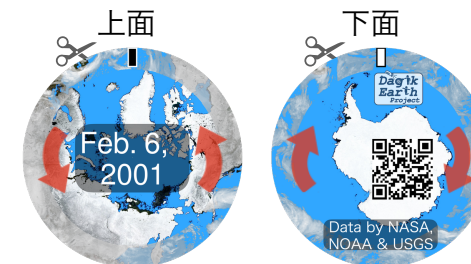 上面
下面
Dagik
Earth
Project
Feb. 6,
2001
Data by NASA,
NOAA & USGS